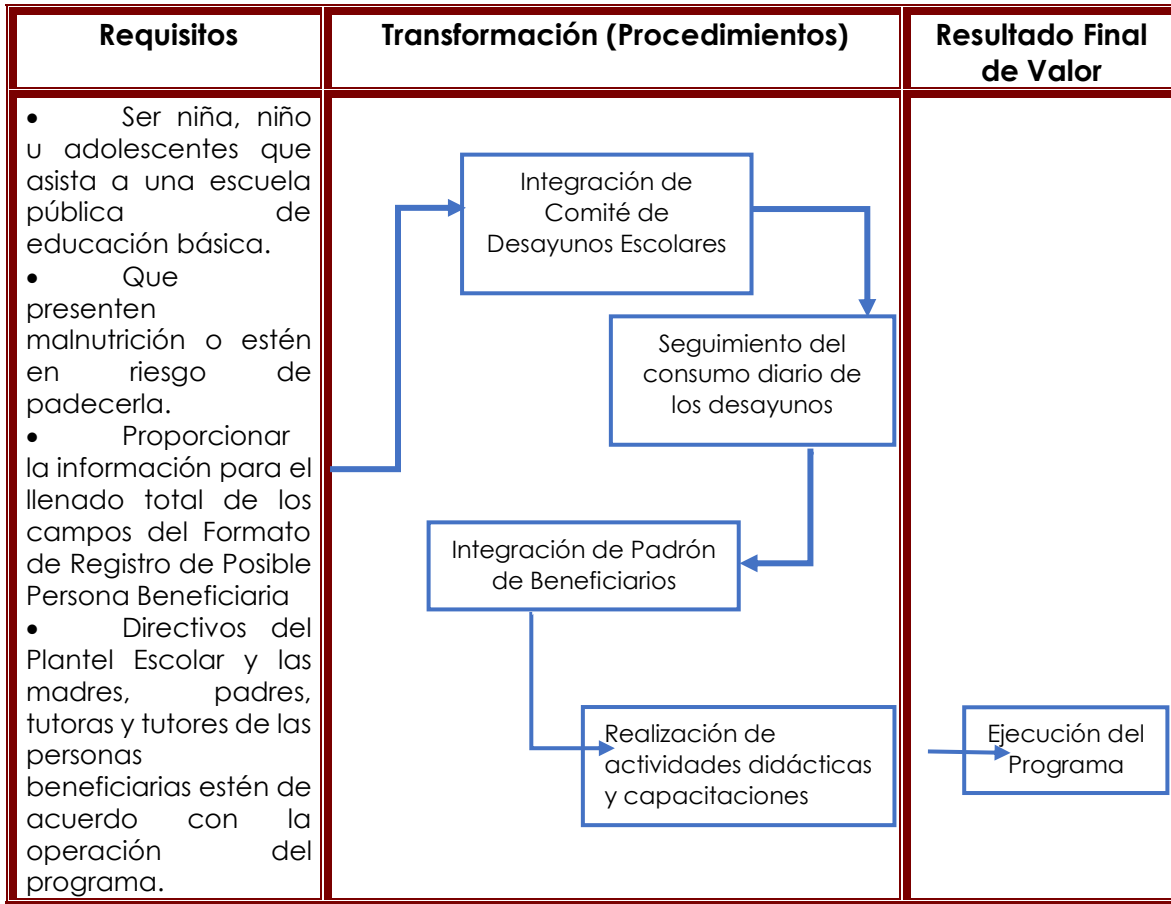 Requisitos
Transformación (Procedimientos)
Resultado Final
de Valor
• Ser niña, niño
u adolescentes que
asista a una escuela
pública de
educación básica.
• Que
presenten
malnutrición o estén
en riesgo de
padecerla.
• Proporcionar
la información para el
llenado total de los
campos del Formato
de Registro de Posible
Persona Beneficiaria
• Directivos del
Plantel Escolar y las
madres, padres,
tutoras y tutores de las
personas
beneficiarias estén de
acuerdo con la
operación del
programa.
Integración de
Comité de
Desayunos Escolares
Seguimiento del
consumo diario de
los desayunos
Integración de Padrón
de Beneficiarios
Realización de
actividades didácticas
y capacitaciones
Ejecución del
Programa